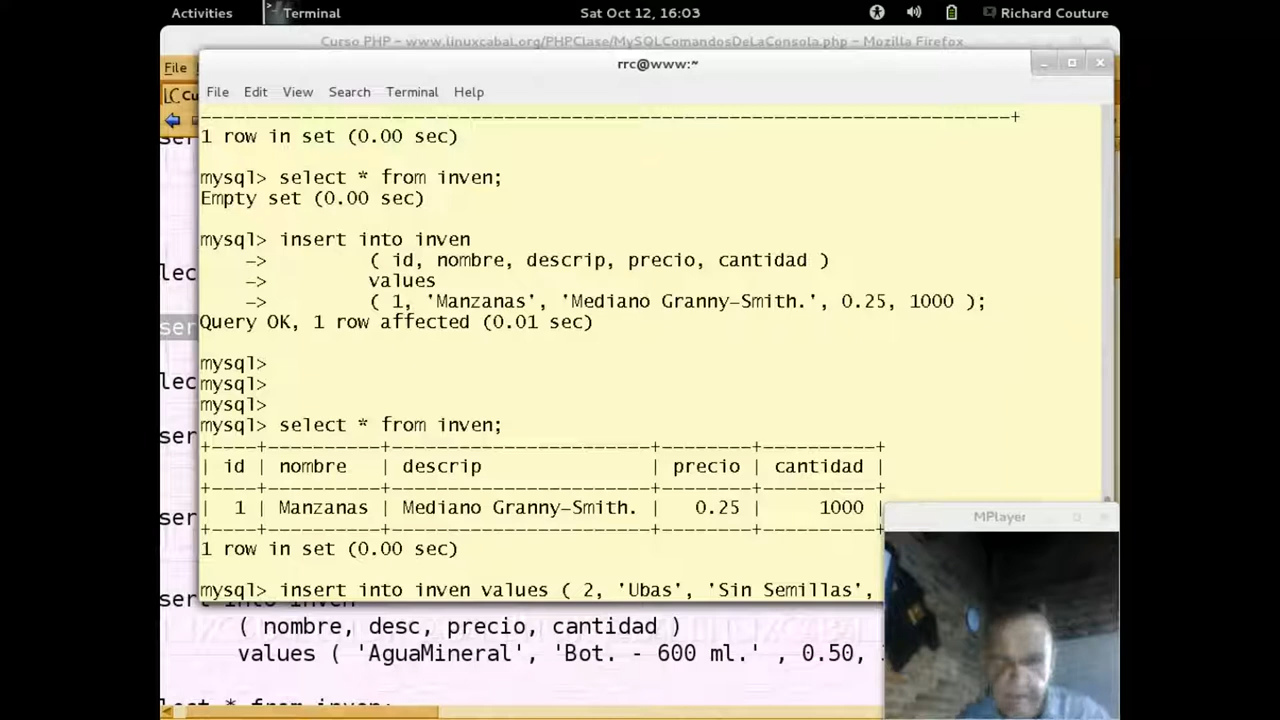 Activities Terminal Sat Oct 12, 16:03 Richard Couture
Curso PHP - www.linuxcabal.org/PHPClase/MySQLComandosDeLaConsola.php - Mozilla Firefox
File
rrc@www:~
File Edit View Search Terminal Help
1 row in set (0.00 sec)
mysql> select * from inven;
Empty set (0.00 sec)
mysql> insert into inven
-> ( id, nombre, descrip, precio, cantidad )
-> values
-> ( 1, 'Manzanas', 'Mediano Granny-Smith.', 0.25, 1000 );
Query OK, 1 row affected (0.01 sec)
mysql>
mysql>
mysql>
mysql> select * from inven;
| id | nombre | descrip | precio | cantidad |
| 1 | Manzanas | Mediano Granny-Smith. | 0.25 | 1000
1 row in set (0.00 sec)
MPlayer
mysql> insert into inven values ( 2, 'Ubas', 'Sin Semillas',
( nombre, desc, precio, cantidad )
values ( 'AguaMineral', 'Bot. - 600 ml.' , 0.50,